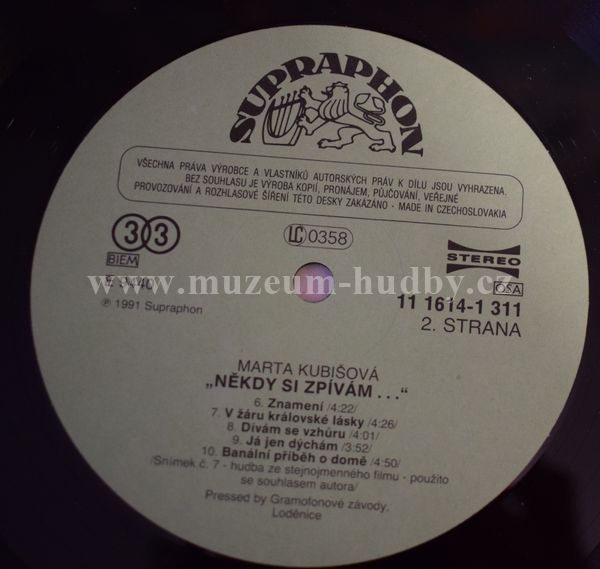 SUPRAPHON
VŠECHNA PRÁVA VÝROBCE A VLASTNÍKŮ AUTORSKÝCH PRÁV K DÍLU JSOU VYHRAZENA.
BEZ SOUHLASU JE VÝROBA KOPIÍ, PRONÁJEM, PŮJČOVÁNÍ, VEŘEJNÉ
PROVOZOVÁNÍ A ROZHLASOVÉ ŠÍŘENÍ TÉTO DESKY ZAKÁZÁNO - MADE IN CZECHOSLOVAKIA
33
LC 0358
STEREO
BIEM
OSA
www.muzeum-hudby.cz
E 9440
11 1614-1 311
℗ 1991 Supraphon
2. STRANA
MARTA KUBIŠOVÁ
„NĚKDY SI ZPÍVÁM . . .“
6. Znamení /4:22/
7. V žáru královské lásky /4:26/
8. Dívám se vzhůru /4:01/
9. Já jen dýchám /3:52/
10. Banální příběh o domě /4:50/
/Snímek č. 7 - hudba ze stejnojmenného filmu - použito
se souhlasem autora/
Pressed by Gramofonové závody,
Loděnice